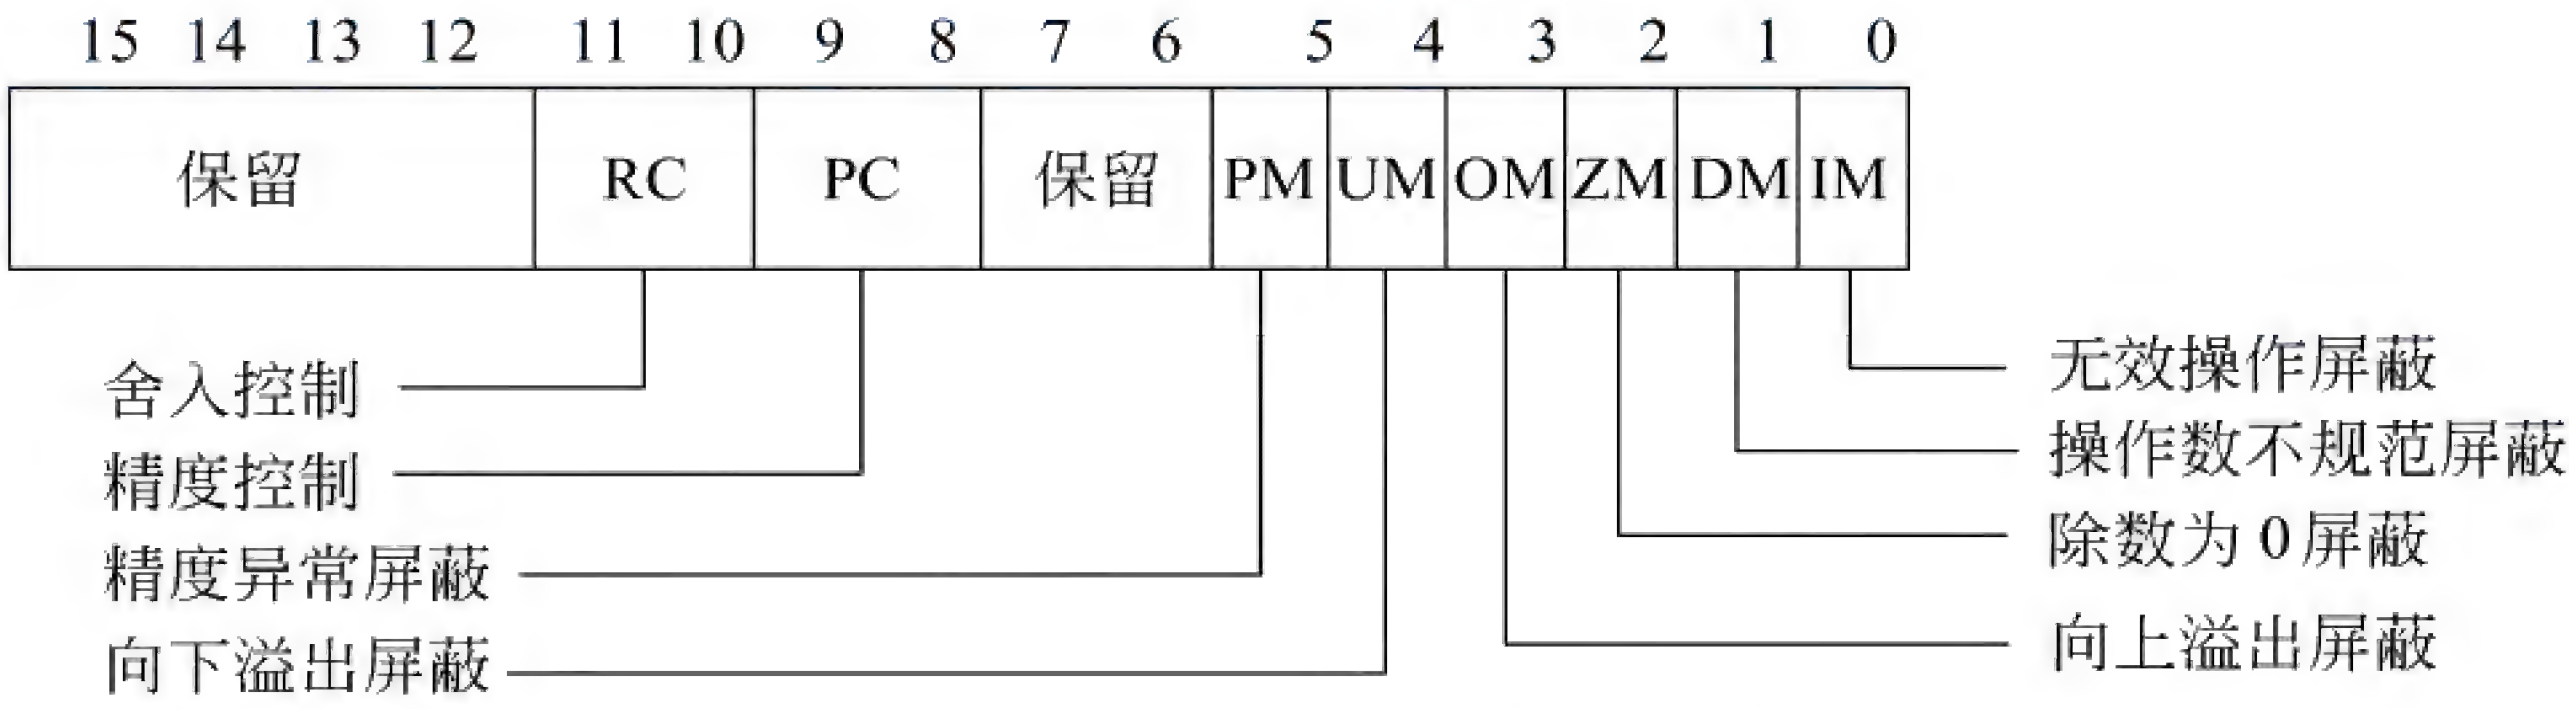 15 14 13 12 11 10 9 8 7 6 5 4 3 2 1 0
保留 RC PC 保留 PM UM OM ZM DM IM
舍入控制
精度控制
精度异常屏蔽
向下溢出屏蔽
无效操作屏蔽
操作数不规范屏蔽
除数为0屏蔽
向上溢出屏蔽